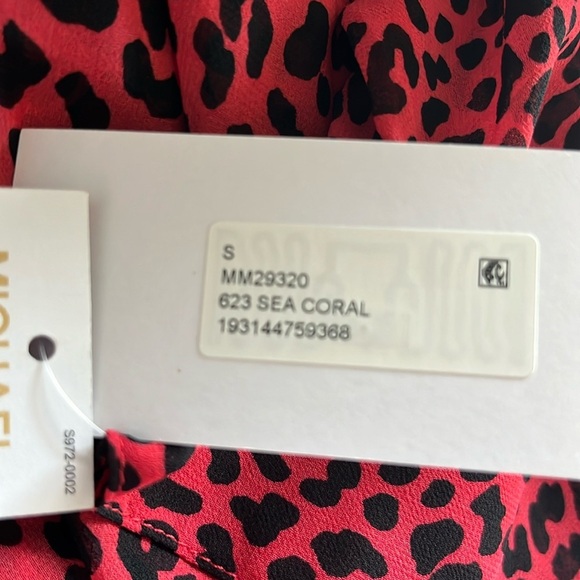 S
MM29320
623 SEA CORAL
193144759368
MICHAEL
S972-0002